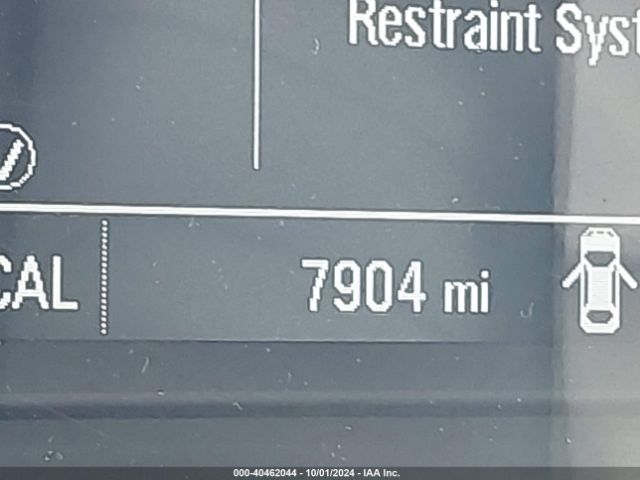 Restraint Syst
CAL
7904 mi
000-40462044 - 10/01/2024 - IAA Inc.